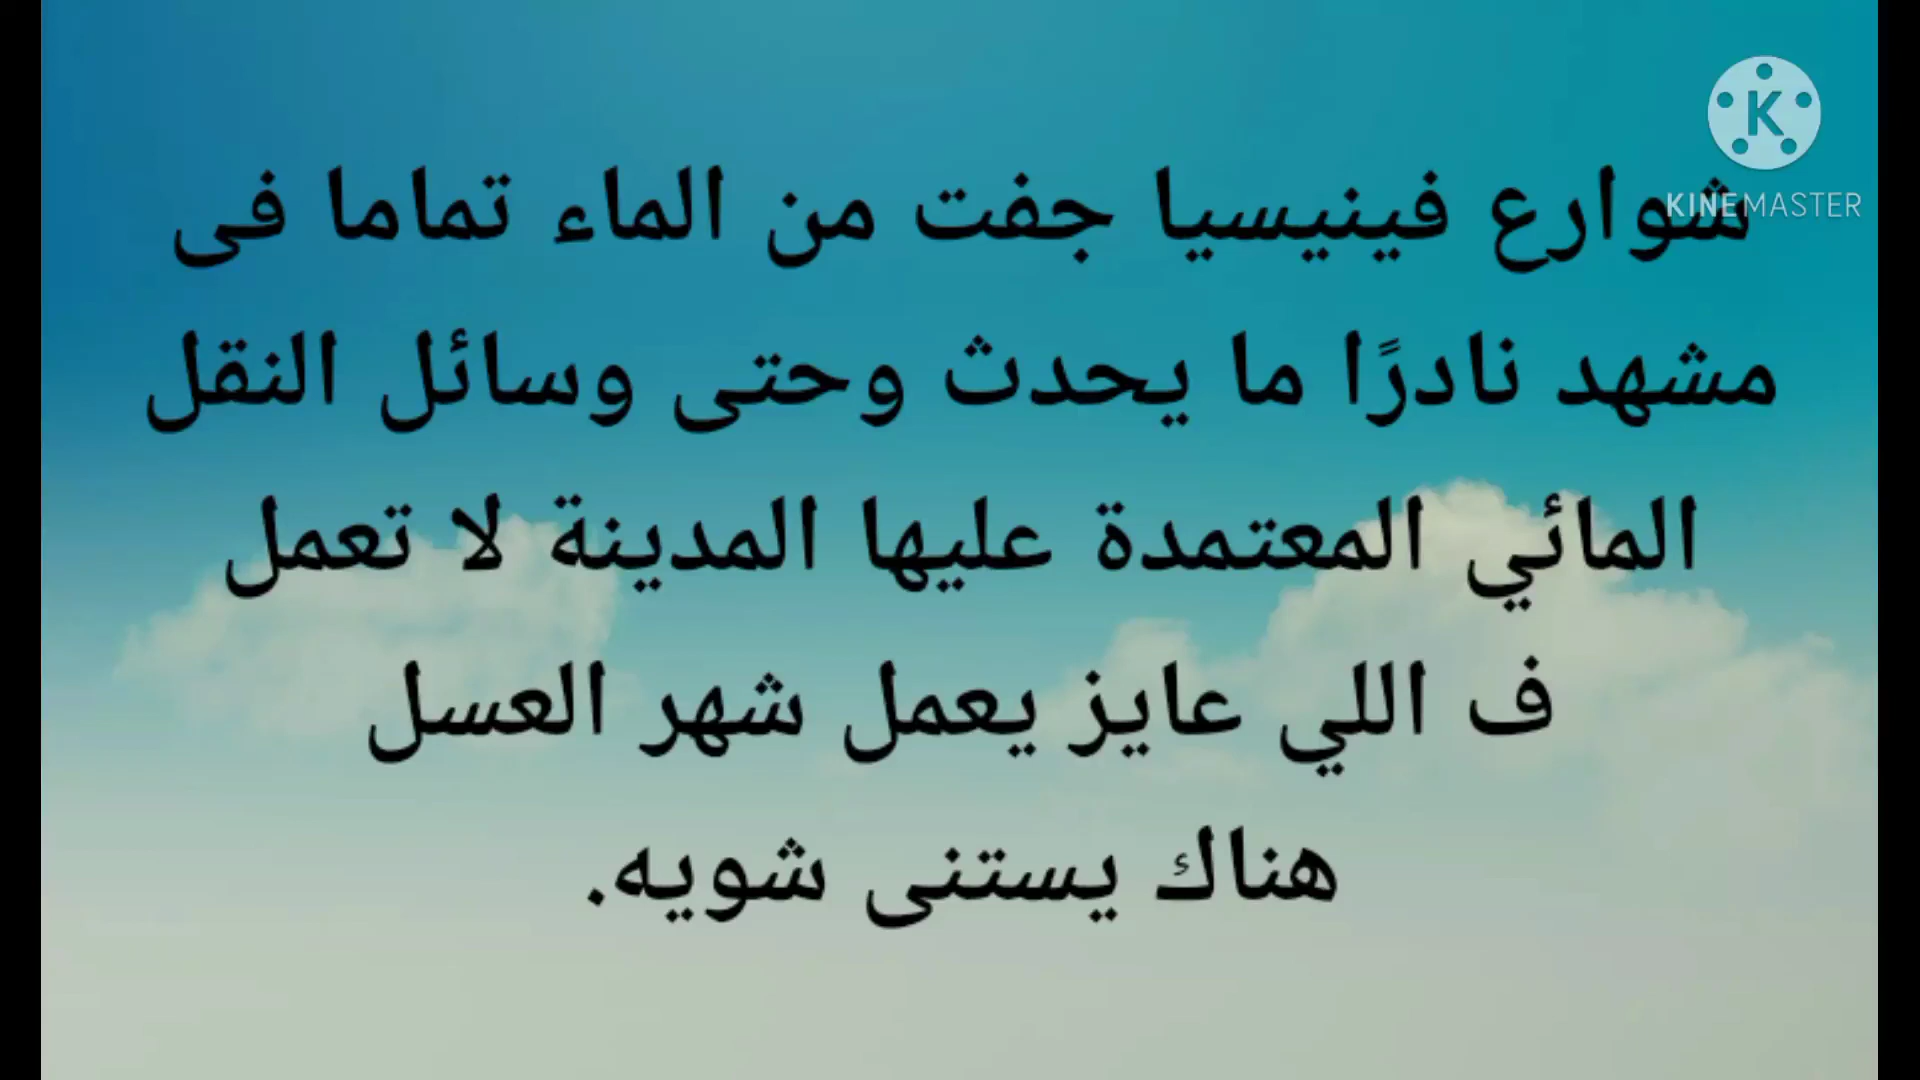 KINEMASTER
شوارع فينيسيا جفت من الماء تماما فى
مشهد نادرًا ما يحدث وحتى وسائل النقل
المائي المعتمدة عليها المدينة لا تعمل
ف اللي عايز يعمل شهر العسل
هناك يستنى شويه.